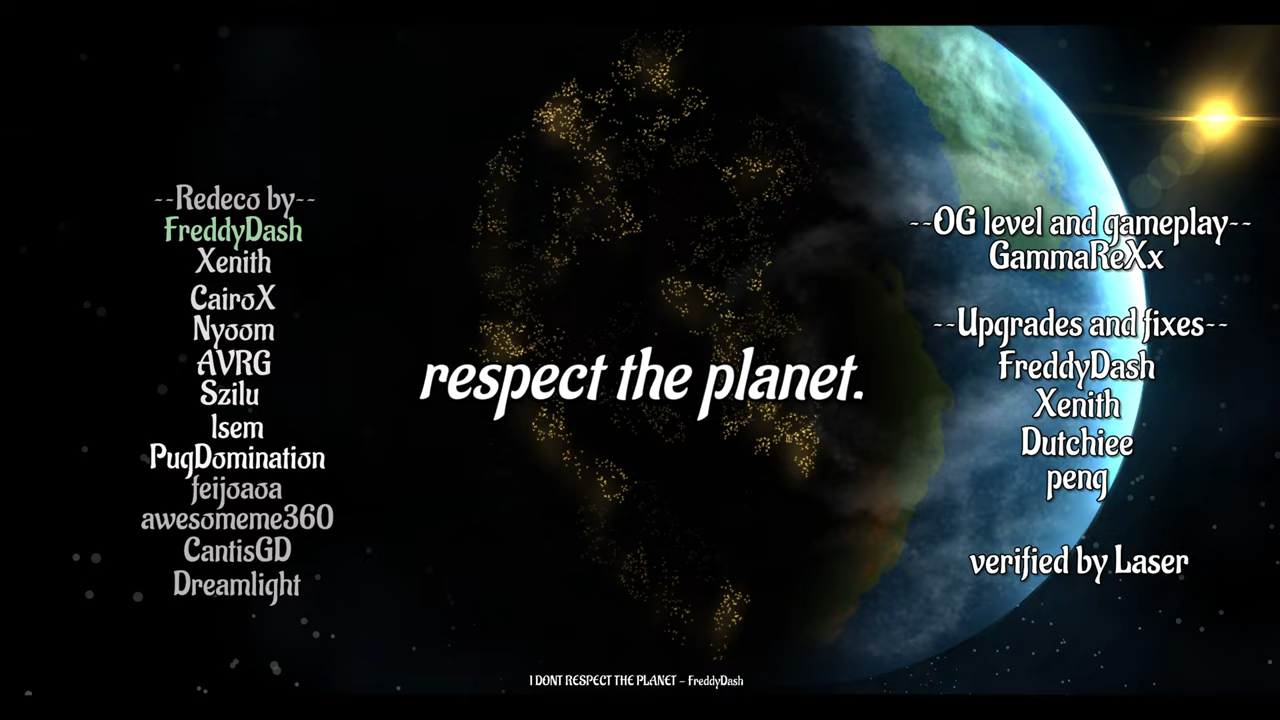 --Redeco by--
FreddyDash
Xenith
CairoX
Nyoom
AVRG
Szilu
Isem
PugDomination
feijoaoa
awesomeme360
CantisGD
Dreamlight
respect the planet.
--OG level and gameplay--
GammaReXx
--Upgrades and fixes--
FreddyDash
Xenith
Dutchiee
peng
verified by Laser
I DONT RESPECT THE PLANET - FreddyDash